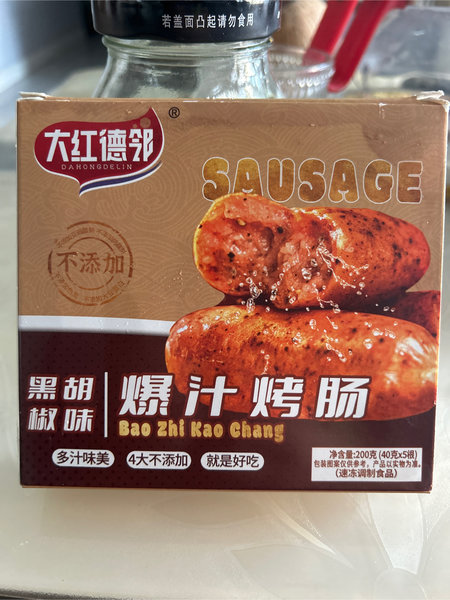 若盖面凸起请勿食用
大红德邻
®
DAHONGDELIN
SAUSAGE
不添加
黑胡椒味
爆汁烤肠
Bao Zhi Kao Chang
多汁味美
4大不添加
就是好吃
净含量:200克 (40克x5根)
包装图案仅供参考，产品以实物为准。
(速冻调制食品)